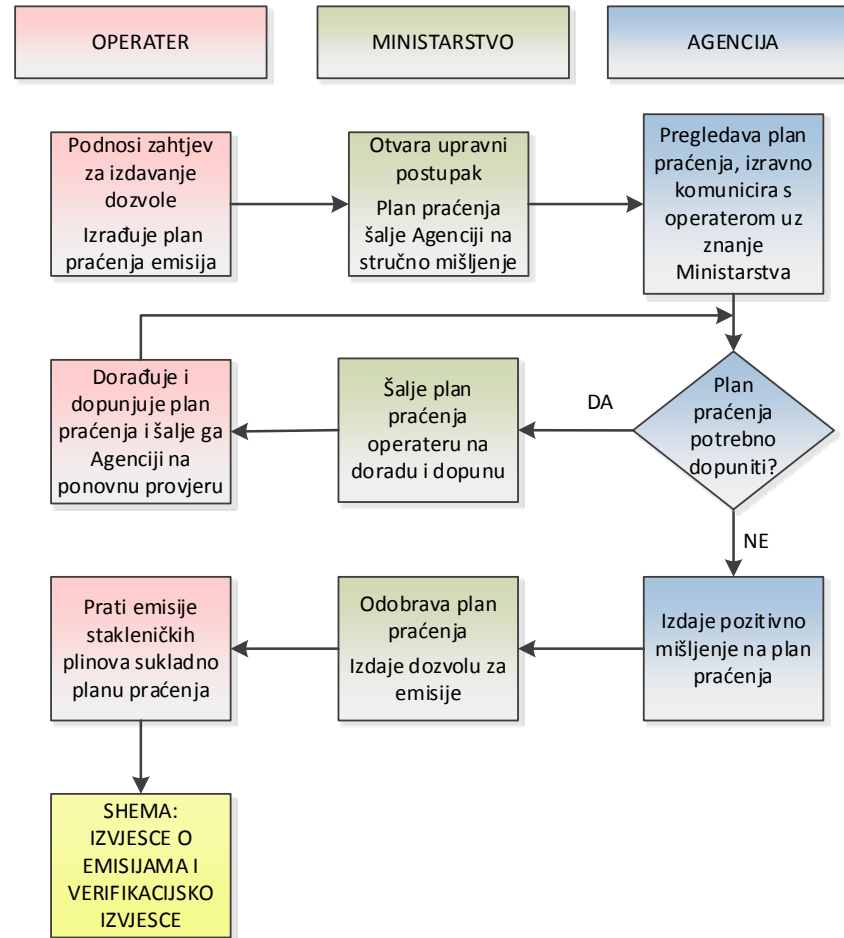 OPERATER
MINISTARSTVO
AGENCIJA
Podnosi zahtjev
za izdavanje
dozvole
Izrađuje plan
praćenja emisija
Otvara upravni
postupak
Plan praćenja
šalje Agenciji na
stručno mišljenje
Pregledava plan
praćenja, izravno
komunicira s
operaterom uz
znanje
Ministarstva
Dorađuje i
dopunjuje plan
praćenja i šalje ga
Agenciji na
ponovnu provjeru
Šalje plan
praćenja
operateru na
doradu i dopunu
DA
Plan
praćenja
potrebno
dopuniti?
NE
Prati emisije
stakleničkih
plinova sukladno
planu praćenja
Odobrava plan
praćenja
Izdaje dozvolu za
emisije
Izdaje pozitivno
mišljenje na plan
praćenja
SHEMA:
IZVJESCE O
EMISIJAMA I
VERIFIKACIJSKO
IZVJESCE